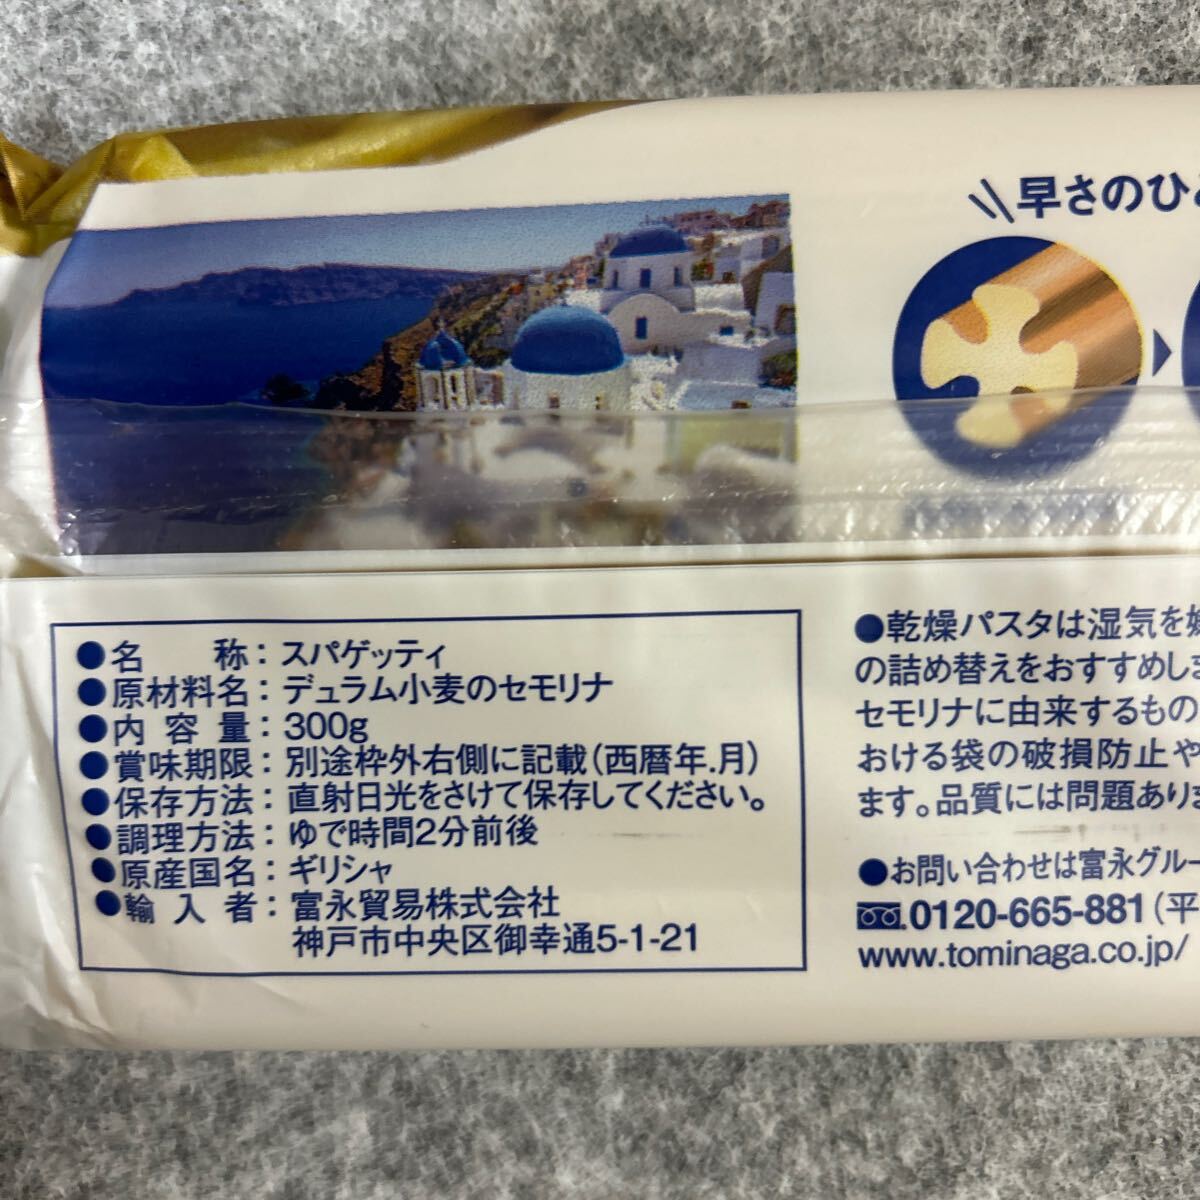 早さのひ
●名称：スパゲッティ
●原材料名：デュラム小麦のセモリナ
●内容量：300g
●賞味期限：別途枠外右側に記載（西暦年.月）
●保存方法：直射日光をさけて保存してください。
●調理方法：ゆで時間2分前後
●原産国名：ギリシャ
●輸入者：富永貿易株式会社
神戸市中央区御幸通5-1-21
●乾燥パスタは湿気を
の詰め替えをおすすめしま
セモリナに由来するもの
おける袋の破損防止や
ます。品質には問題ありま
●お問い合わせは富永グルー
0120-665-881（平
www.tominaga.co.jp/